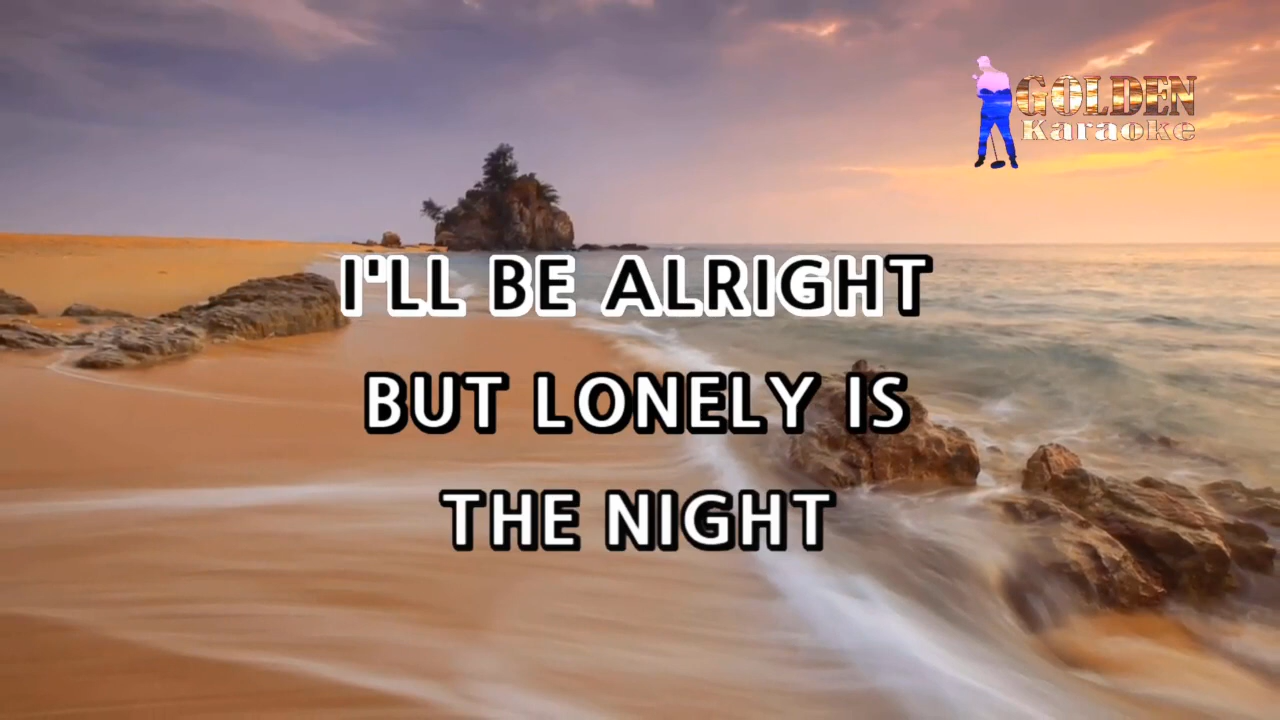 GOLDEN
Karaoke
I'LL BE ALRIGHT
BUT LONELY IS
THE NIGHT